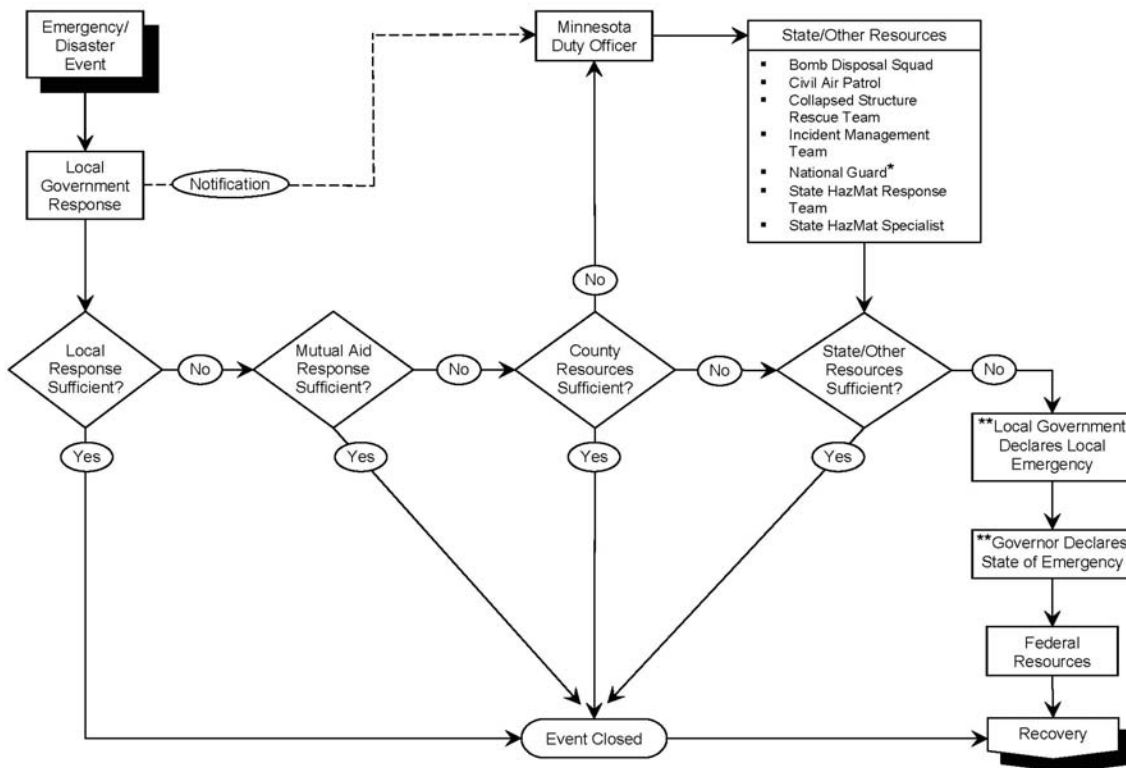 Emergency/
Disaster
Event
Minnesota
Duty Officer
State/Other Resources
▪ Bomb Disposal Squad
▪ Civil Air Patrol
▪ Collapsed Structure
Rescue Team
▪ Incident Management
Team
▪ National Guard*
▪ State HazMat Response
Team
▪ State HazMat Specialist
Local
Government
Response
Notification
No
Local
Response
Sufficient?
No
Mutual Aid
Response
Sufficient?
No
County
Resources
Sufficient?
No
State/Other
Resources
Sufficient?
No
Yes
Yes
Yes
Yes
**Local Government
Declares Local
Emergency
**Governor Declares
State of Emergency
Federal
Resources
Event Closed
Recovery